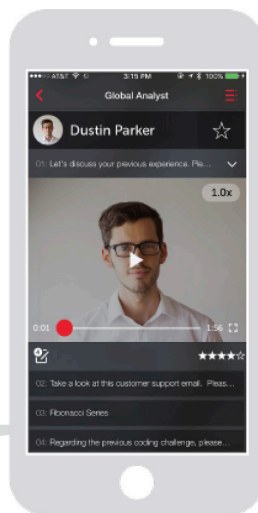 AT&T 3:15 PM 100%
Global Analyst
Dustin Parker
01: Let's discuss your previous experience. Ple...
1.0x
0:01 1:56
02: Take a look at this customer support email. Pleas...
03: Fibonacci Series
04: Regarding the previous coding challenge, please...